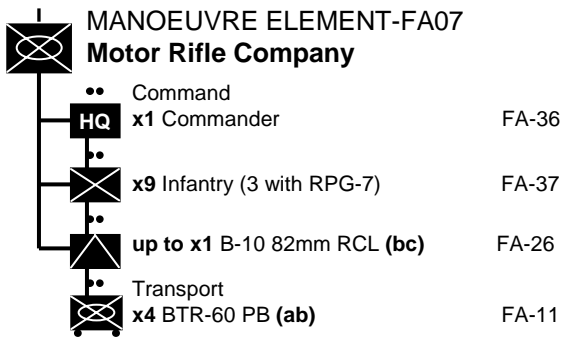 MANOEUVRE ELEMENT-FA07
Motor Rifle Company
Command
HQ x1 Commander FA-36
x9 Infantry (3 with RPG-7) FA-37
up to x1 B-10 82mm RCL (bc) FA-26
Transport
x4 BTR-60 PB (ab) FA-11